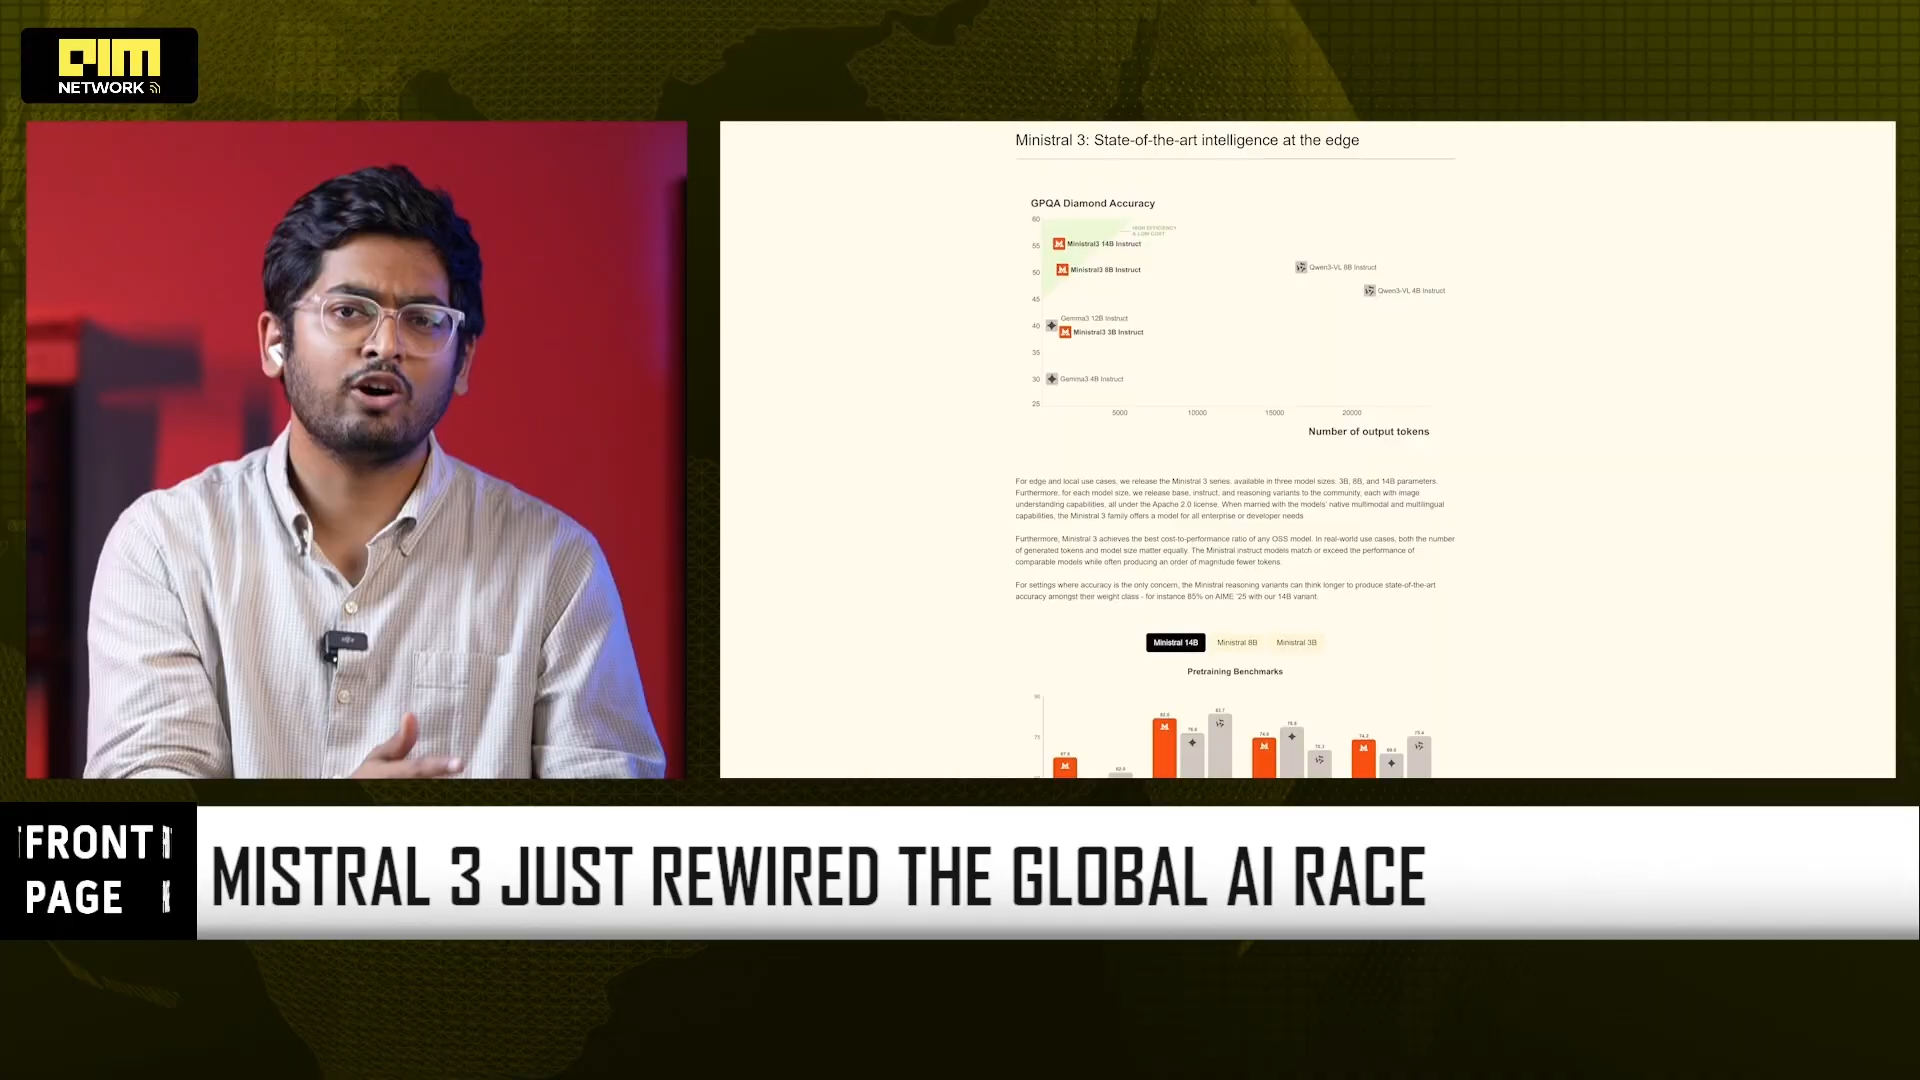 AIM
NETWORK
Ministral 3: State-of-the-art intelligence at the edge
GPQA Diamond Accuracy
60
HIGH EFFICIENCY
& LOW COST
55
Ministral3 14B Instruct
50
Ministral3 8B Instruct
Qwen3-VL 8B Instruct
Qwen3-VL 4B Instruct
45
40
Gemma3 12B Instruct
Ministral3 3B Instruct
35
30
Gemma3 4B Instruct
25
5000 10000 15000 20000
Number of output tokens
For edge and local use cases, we release the Ministral 3 series, available in three model sizes: 3B, 8B, and 14B parameters.
Furthermore, for each model size, we release base, instruct, and reasoning variants to the community, each with image
understanding capabilities, all under the Apache 2.0 license. When married with the models' native multimodal and multilingual
capabilities, the Ministral 3 family offers a model for all enterprise or developer needs
Furthermore, Ministral 3 achieves the best cost-to-performance ratio of any OSS model. In real-world use cases, both the number
of generated tokens and model size matter equally. The Ministral instruct models match or exceed the performance of
comparable models while often producing an order of magnitude fewer tokens.
For settings where accuracy is the only concern, the Ministral reasoning variants can think longer to produce state-of-the-art
accuracy amongst their weight class - for instance 85% on AIME '25 with our 14B variant.
Ministral 14B Ministral 8B Ministral 3B
Pretraining Benchmarks
75
FRONT
PAGE
MISTRAL 3 JUST REWIRED THE GLOBAL AI RACE